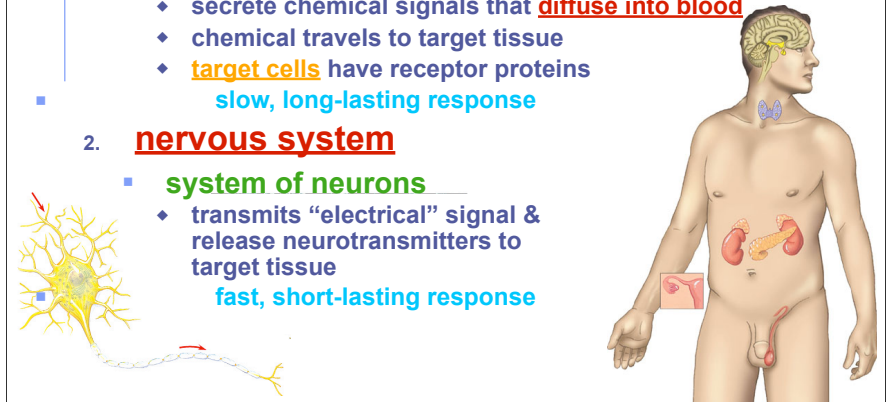 secrete chemical signals that diffuse into blood
chemical travels to target tissue
target cells have receptor proteins
slow, long-lasting response
2. nervous system
system of neurons
transmits “electrical” signal &
release neurotransmitters to
target tissue
fast, short-lasting response